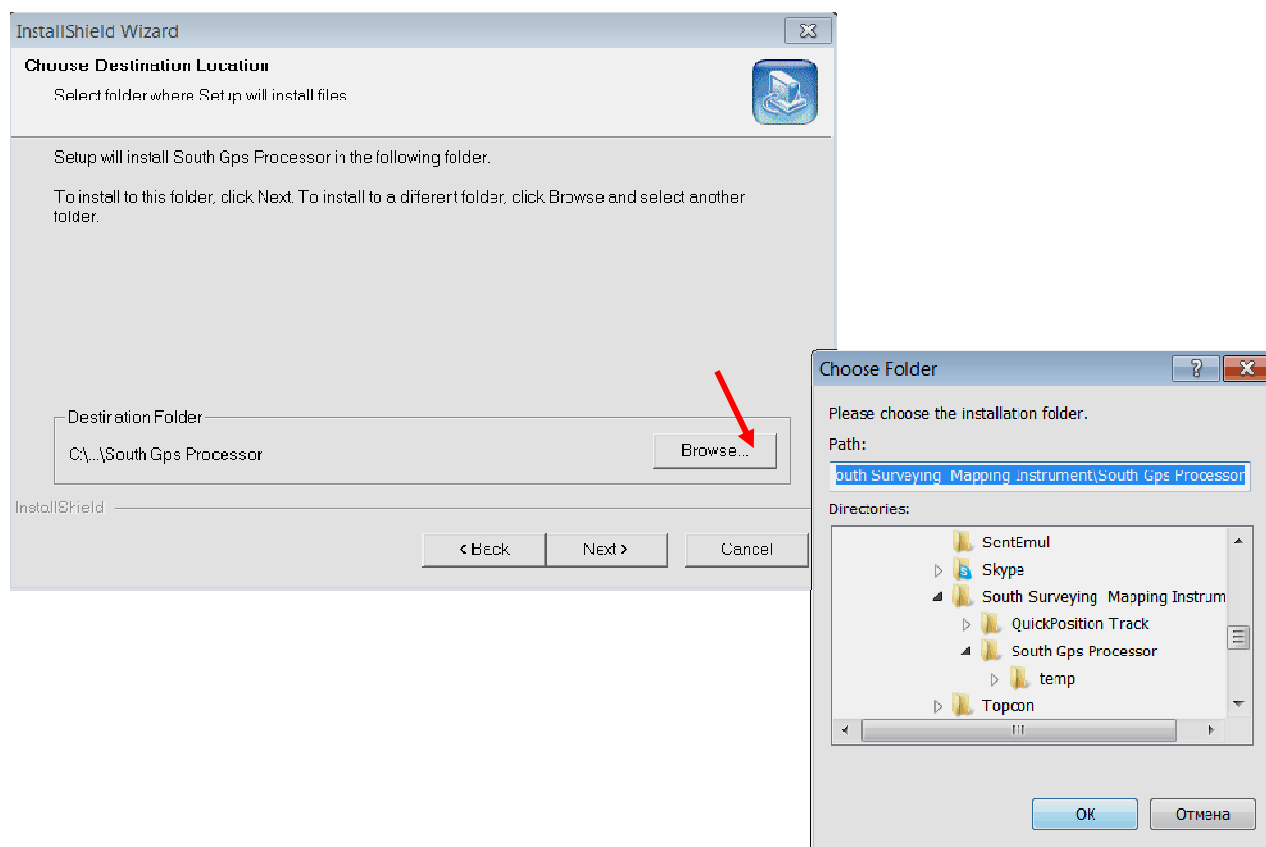 InstallShield Wizard
Choose Destination Location
Select folder where Setup will install files
Setup will install South Gps Processor in the following folder.
To install to this folder, click Next. To install to a different folder, click Browse and select another
folder.
Destination Folder
C:\...\South Gps Processor
Browse...
InstallShield
< Back
Next >
Cancel
Choose Folder
Please choose the installation folder.
Path:
outh Surveying  Mapping Instrument\South Gps Processor
Directories:
SentEmul
Skype
South Surveying  Mapping Instrum
QuickPosition Track
South Gps Processor
temp
Topcon
OK
Отмена